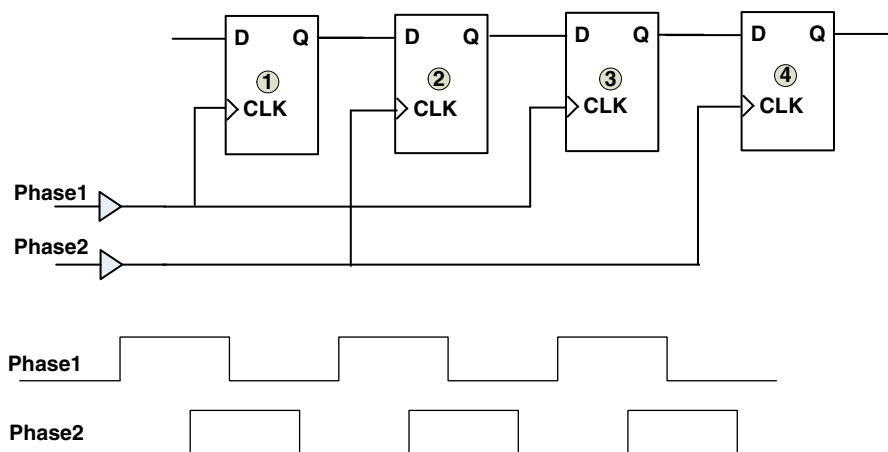 D Q D Q D Q D Q
1 2 3 4
CLK CLK CLK CLK
Phase1
Phase2
Phase1
Phase2